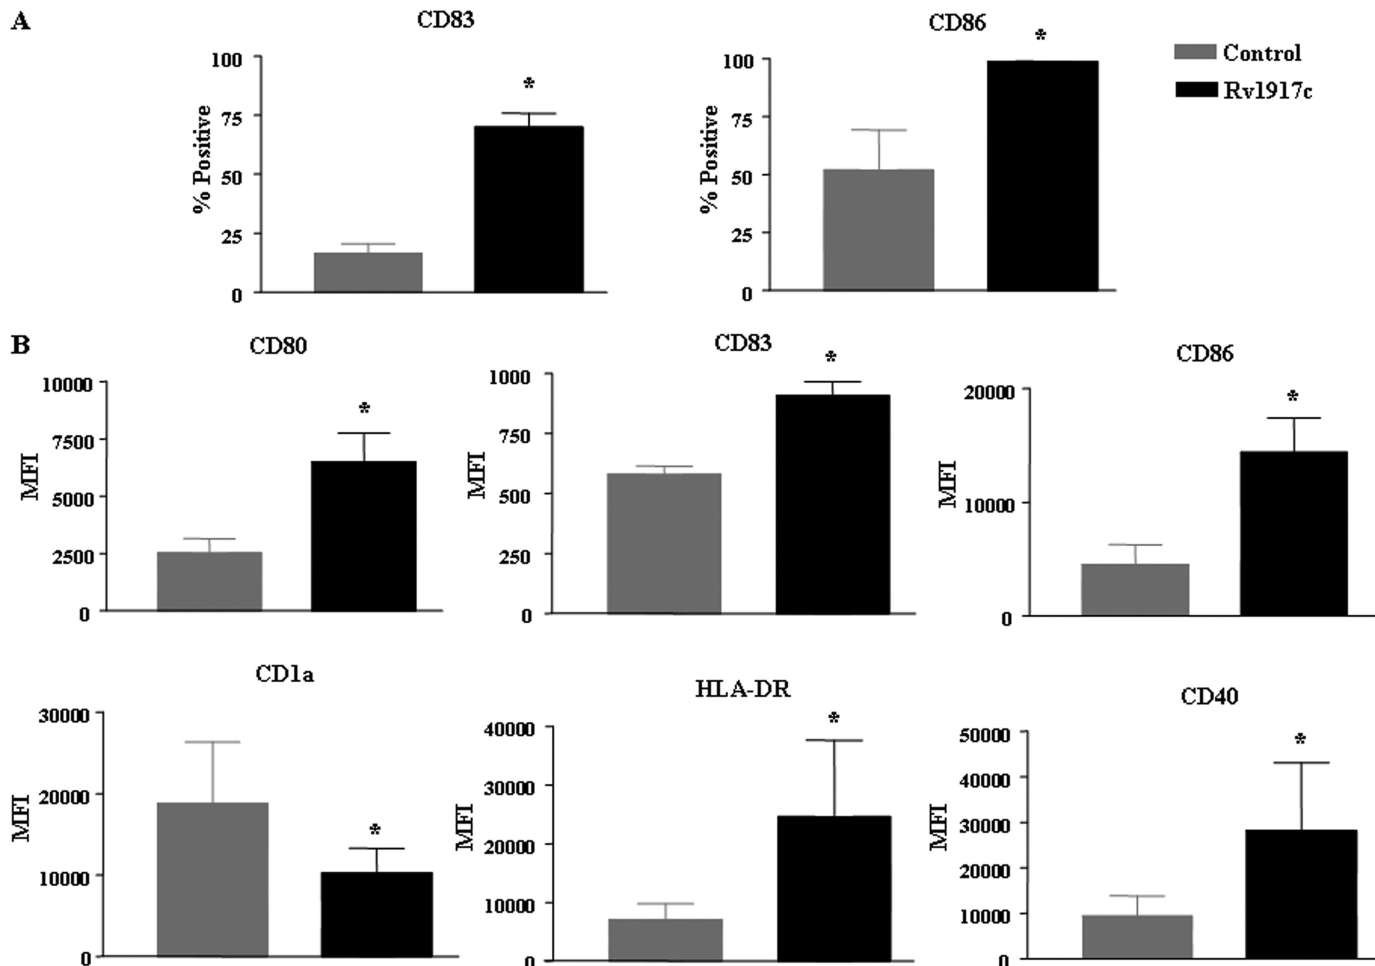 A
CD83
CD86
*
*
Control
Rv1917c
100
75
50
25
0
% Positive
100
75
50
25
0
% Positive
B
CD80
CD83
CD86
*
*
*
10000
7500
5000
2500
0
MFI
1000
750
500
250
0
MFI
20000
10000
0
MFI
CD1a
HLA-DR
CD40
*
*
*
30000
20000
10000
0
MFI
40000
30000
20000
10000
0
MFI
50000
40000
30000
20000
10000
0
MFI